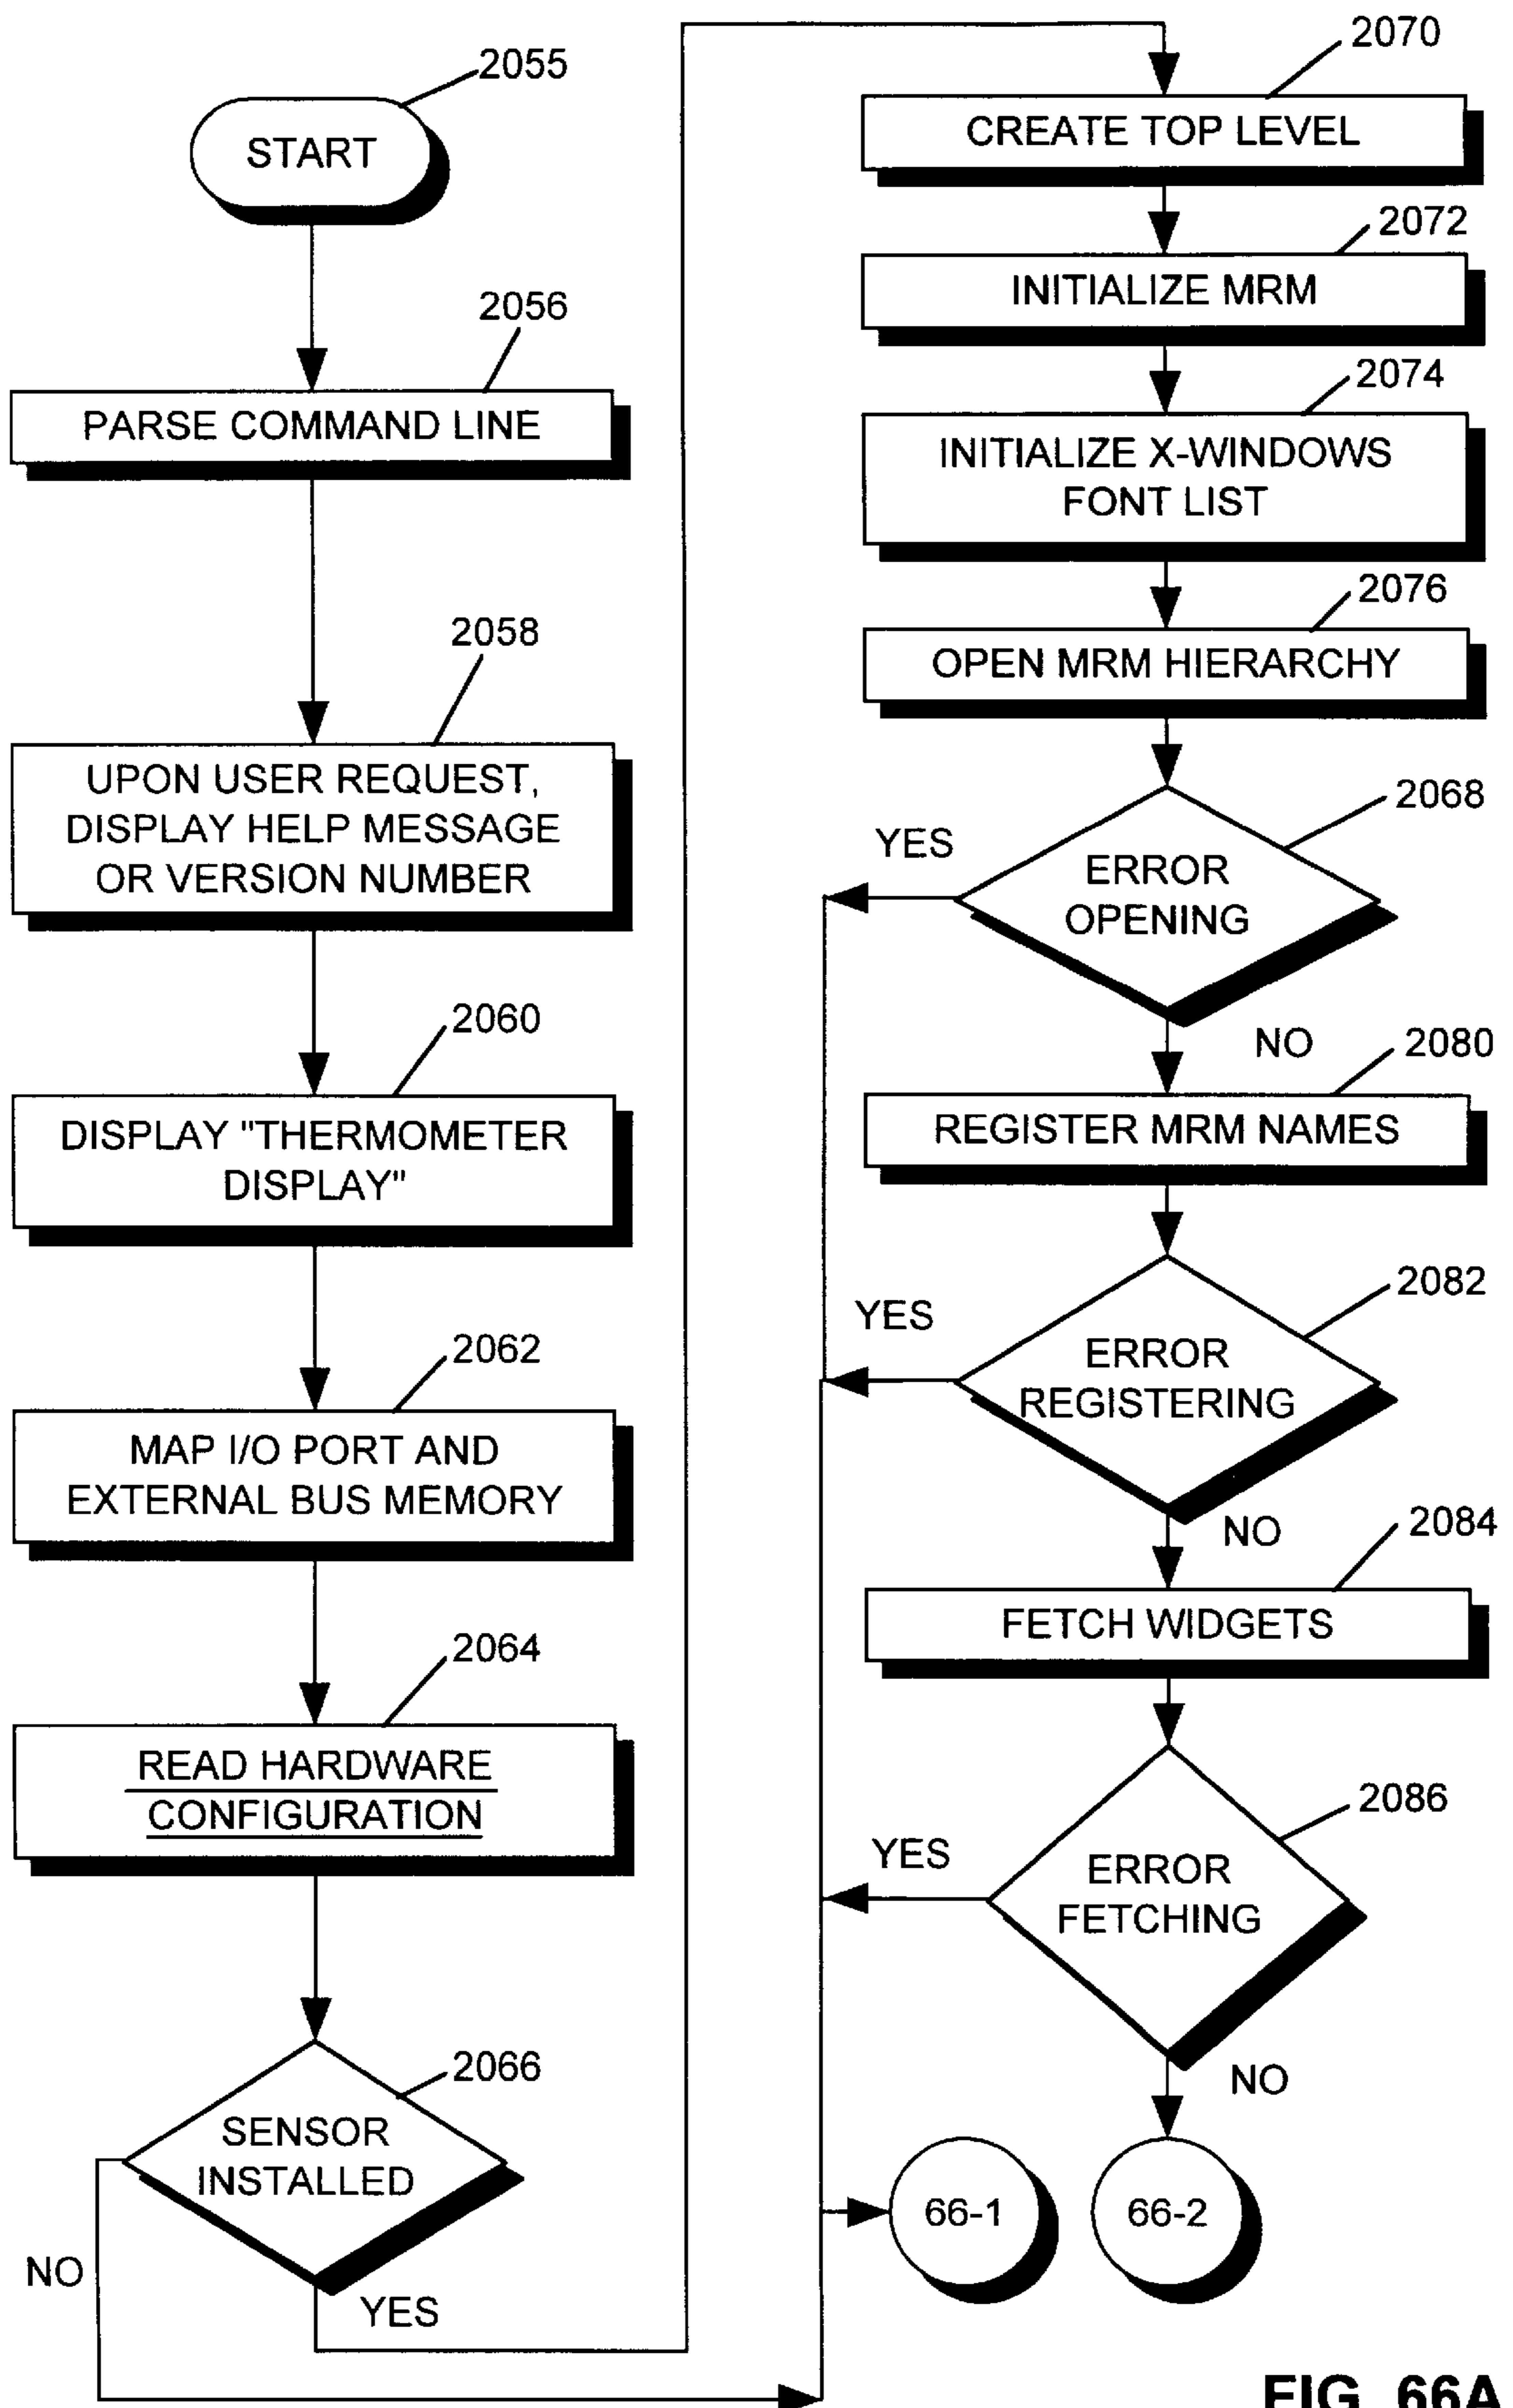 2055
START
2056
PARSE COMMAND LINE
2058
UPON USER REQUEST,
DISPLAY HELP MESSAGE
OR VERSION NUMBER
2060
DISPLAY "THERMOMETER
DISPLAY"
2062
MAP I/O PORT AND
EXTERNAL BUS MEMORY
2064
READ HARDWARE
CONFIGURATION
2066
SENSOR
INSTALLED
NO
YES
2070
CREATE TOP LEVEL
2072
INITIALIZE MRM
2074
INITIALIZE X-WINDOWS
FONT LIST
2076
OPEN MRM HIERARCHY
2068
YES
ERROR
OPENING
NO
2080
REGISTER MRM NAMES
2082
YES
ERROR
REGISTERING
NO
2084
FETCH WIDGETS
2086
YES
ERROR
FETCHING
NO
66-1
66-2
FIG. 66A